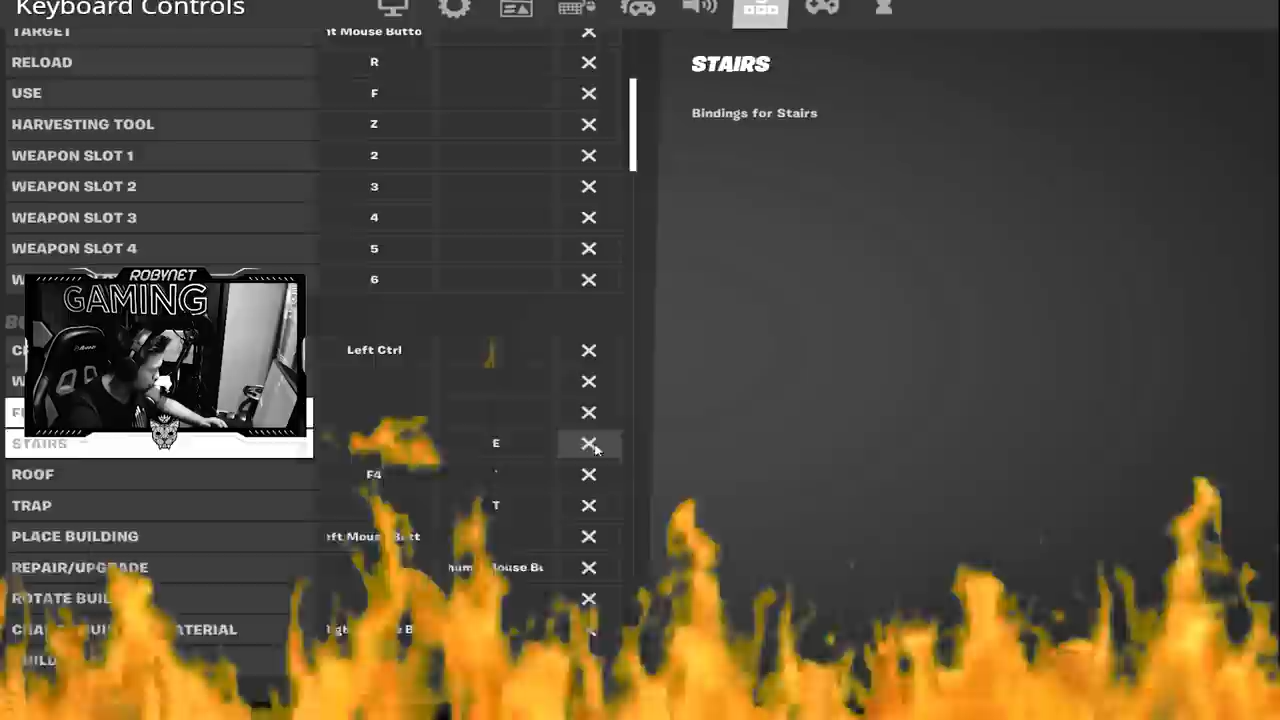 Keyboard Controls
TARGET
RELOAD R
USE F
HARVESTING TOOL Z
WEAPON SLOT 1 2
WEAPON SLOT 2 3
WEAPON SLOT 3 4
WEAPON SLOT 4 5
6
ROBYNET
GAMING
Left Ctrl
STAIRS E
ROOF F4 '
TRAP T
PLACE BUILDING
REPAIR/UPGRADE
ROTATE
STAIRS
Bindings for Stairs